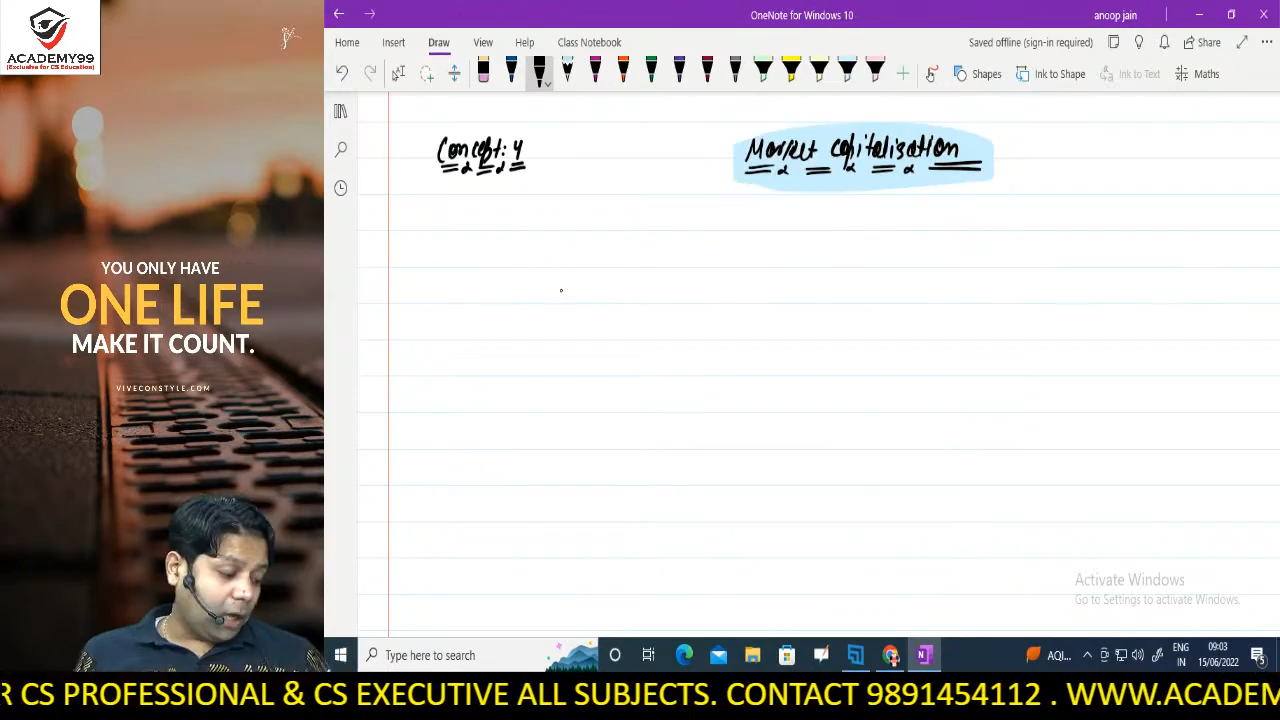 ACADEMY99
(Exclusive for CS Education)
YOU ONLY HAVE
ONE LIFE
MAKE IT COUNT.
VIVECONSTYLE.COM
OneNote for Windows 10
anoop jain
Home Insert Draw View Help Class Notebook
Saved offline (sign-in required)
Share
Shapes
Ink to Shape
Ink to Text
Maths
Concept: 4
Market capitalisation
Activate Windows
Go to Settings to activate Windows.
Type here to search
AQI...
ENG
IN
09:03
15/06/2022
5
R CS PROFESSIONAL & CS EXECUTIVE ALL SUBJECTS. CONTACT 9891454112 . WWW.ACADEM